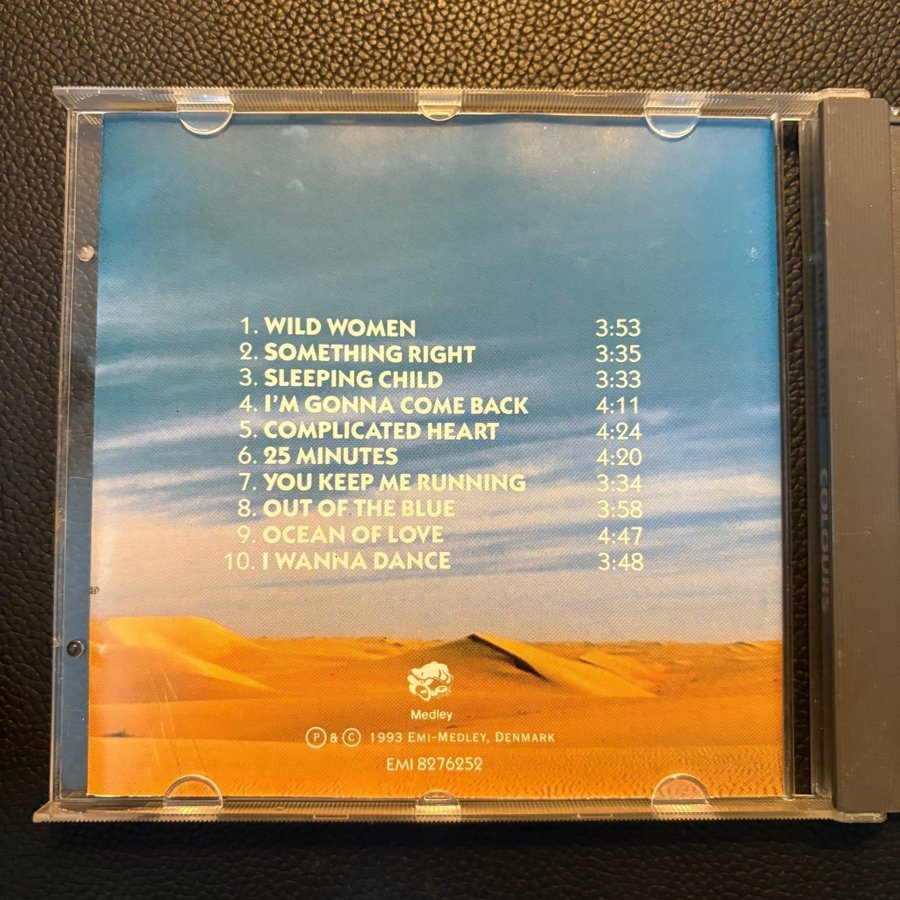 1. WILD WOMEN 3:53
2. SOMETHING RIGHT 3:35
3. SLEEPING CHILD 3:33
4. I'M GONNA COME BACK 4:11
5. COMPLICATED HEART 4:24
6. 25 MINUTES 4:20
7. YOU KEEP ME RUNNING 3:34
8. OUT OF THE BLUE 3:58
9. OCEAN OF LOVE 4:47
10. I WANNA DANCE 3:48
Medley
Ⓟ & Ⓒ 1993 EMI-MEDLEY, DENMARK
EMI 8276252
COLOURS